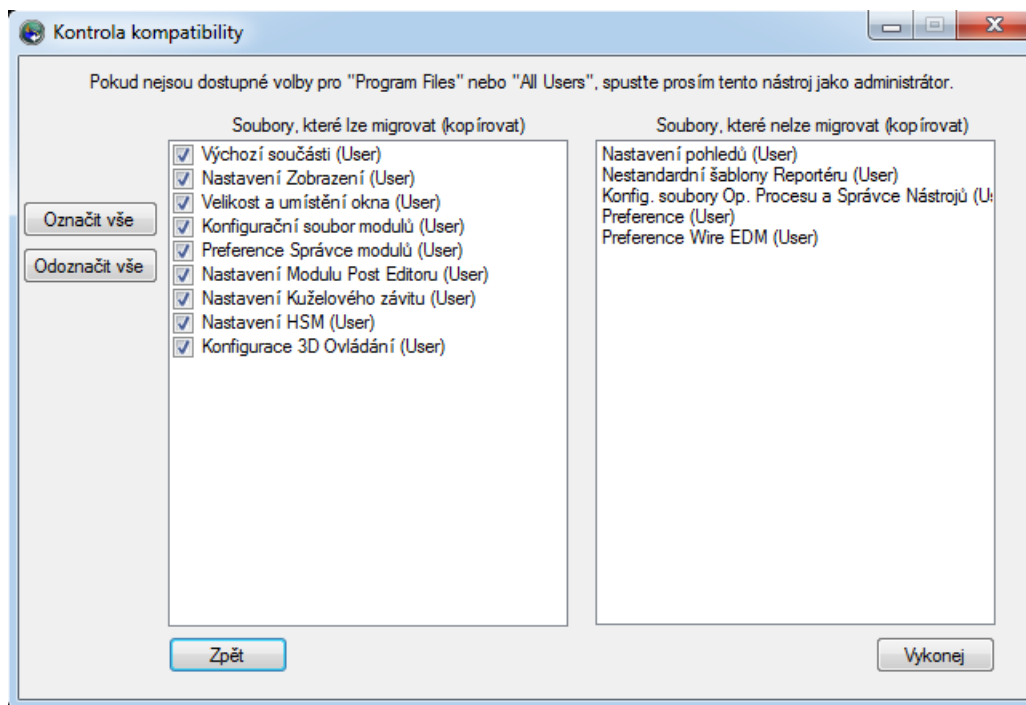 Kontrola kompatibility
Pokud nejsou dostupné volby pro "Program Files" nebo "All Users", spusťte prosím tento nástroj jako administrátor.
Soubory, které lze migrovat (kopírovat)
Výchozí součásti (User)
Nastavení Zobrazení (User)
Velikost a umístění okna (User)
Konfigurační soubor modulů (User)
Preference Správce modulů (User)
Nastavení Modulu Post Editoru (User)
Nastavení Kuželového závitu (User)
Nastavení HSM (User)
Konfigurace 3D Ovládání (User)
Soubory, které nelze migrovat (kopírovat)
Nastavení pohledů (User)
Nestandardní šablony Reportéru (User)
Konfig. soubory Op. Procesu a Správce Nástrojů
Preference (User)
Preference Wire EDM (User)
Označit vše
Odoznačit vše
Zpět
Vykonej